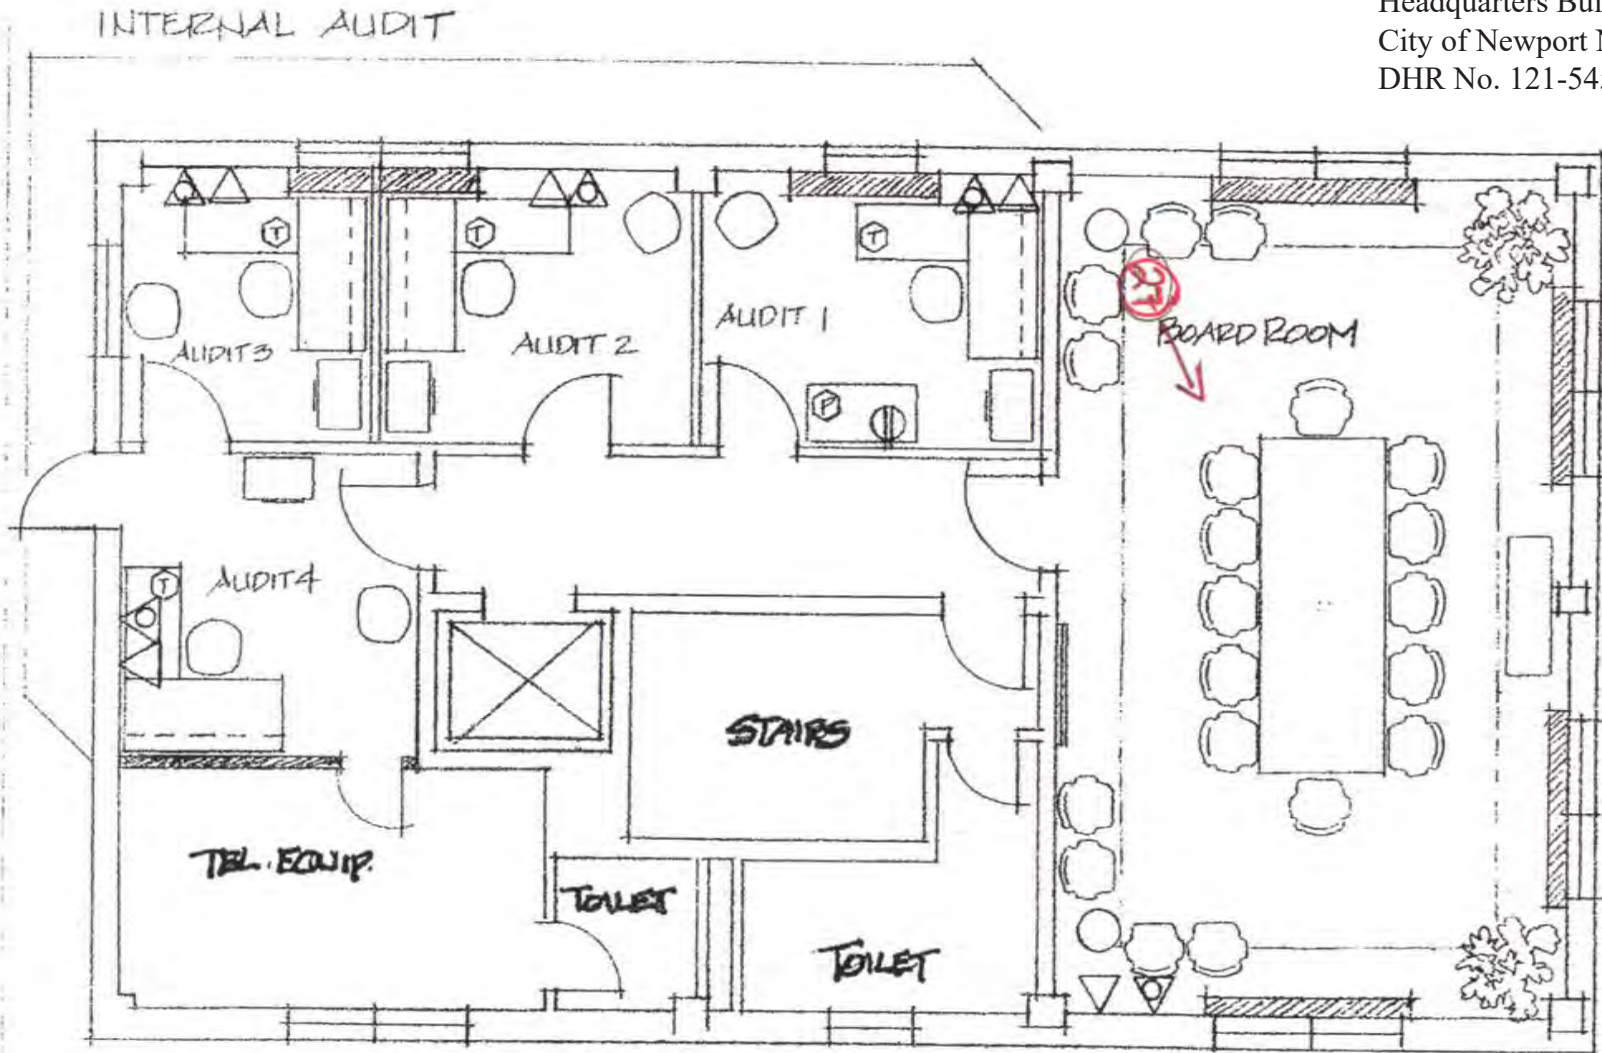 INTERNAL AUDIT
Headquarters
City of Newport
DHR No. 121-54
AUDIT 3
AUDIT 2
AUDIT 1
BOARD ROOM
27
T
T
T
P
T
AUDIT 4
STAIRS
TEL. EQUIP.
TOILET
TOILET